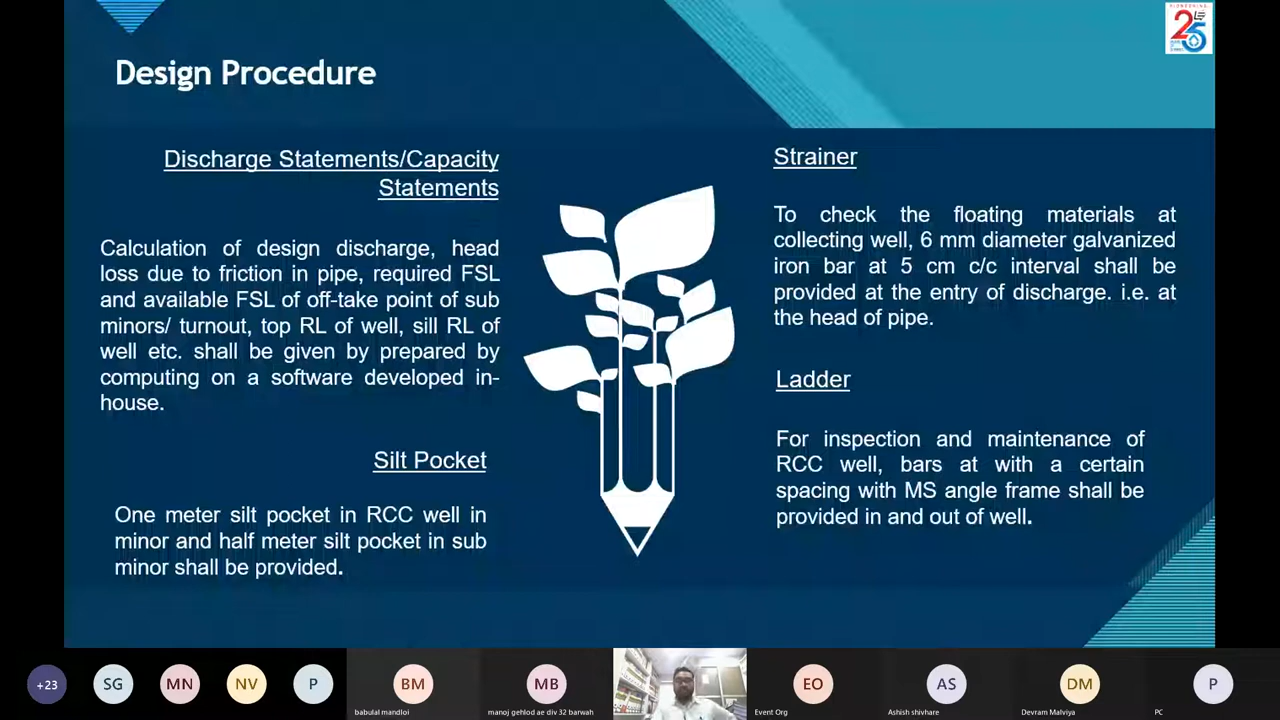 PIONEERING
25
Design Procedure
Discharge Statements/Capacity
Statements
Calculation of design discharge, head
loss due to friction in pipe, required FSL
and available FSL of off-take point of sub
minors/ turnout, top RL of well, sill RL of
well etc. shall be given by prepared by
computing on a software developed in-
house.
Silt Pocket
One meter silt pocket in RCC well in
minor and half meter silt pocket in sub
minor shall be provided.
Strainer
To check the floating materials at
collecting well, 6 mm diameter galvanized
iron bar at 5 cm c/c interval shall be
provided at the entry of discharge. i.e. at
the head of pipe.
Ladder
For inspection and maintenance of
RCC well, bars at with a certain
spacing with MS angle frame shall be
provided in and out of well.
+23
SG
MN
NV
P
BM
babulal mandloi
MB
manoj gehlod ae div 32 barwah
EO
Event Org
AS
Ashish shivhare
DM
Devram Malviya
P
PC